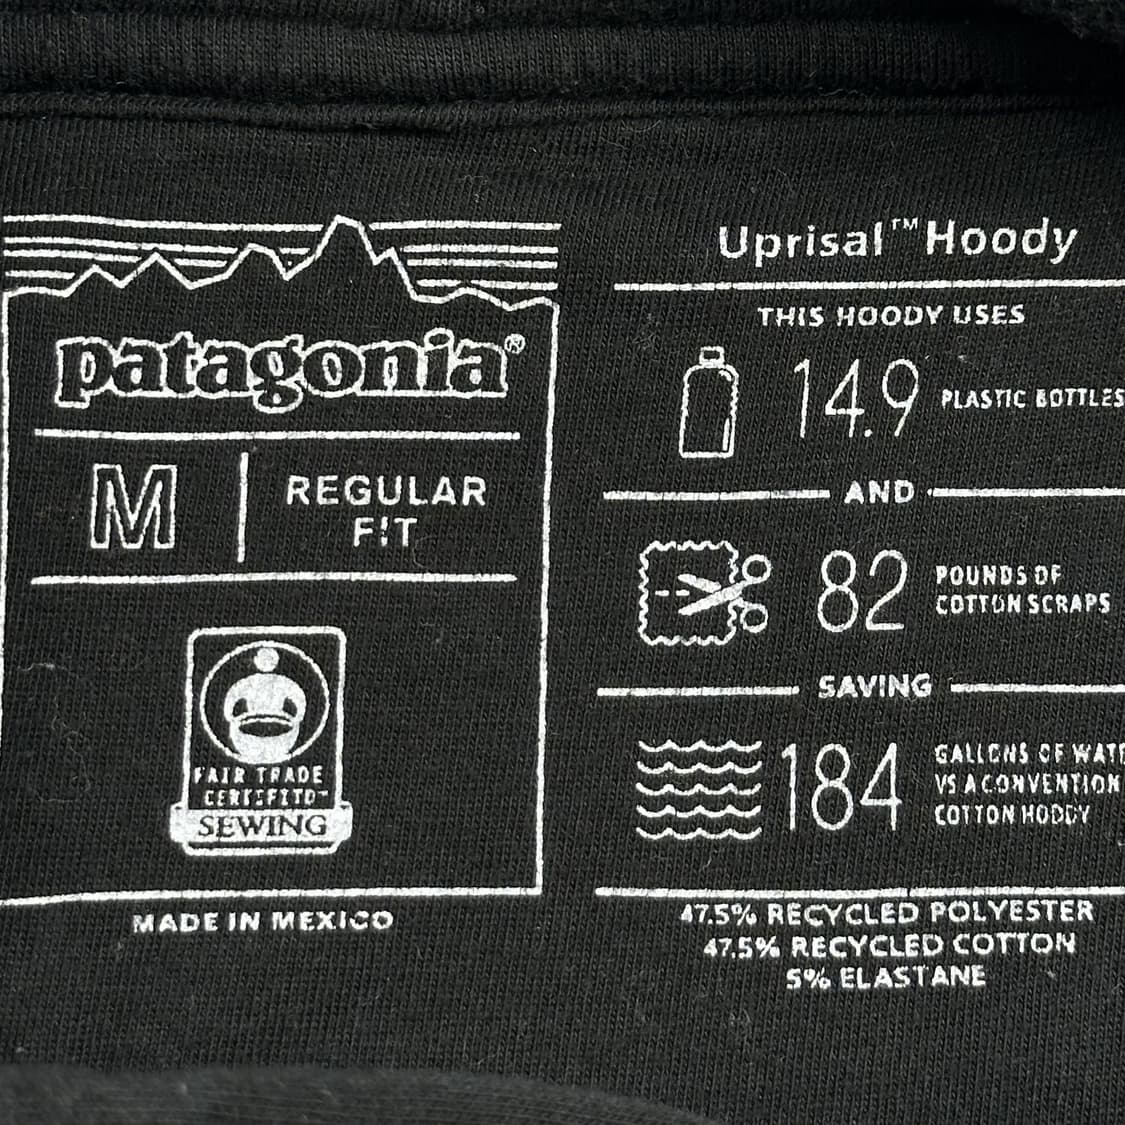 patagonia®
M
REGULAR
FIT
FAIR TRADE
CERTIFIED™
SEWING
MADE IN MEXICO
Uprisal™ Hoody
THIS HOODY USES
14.9 PLASTIC BOTTLES
AND
82 POUNDS OF
COTTON SCRAPS
SAVING
184 GALLONS OF WATE
VS A CONVENTION
COTTON HOODY
47.5% RECYCLED POLYESTER
47.5% RECYCLED COTTON
5% ELASTANE